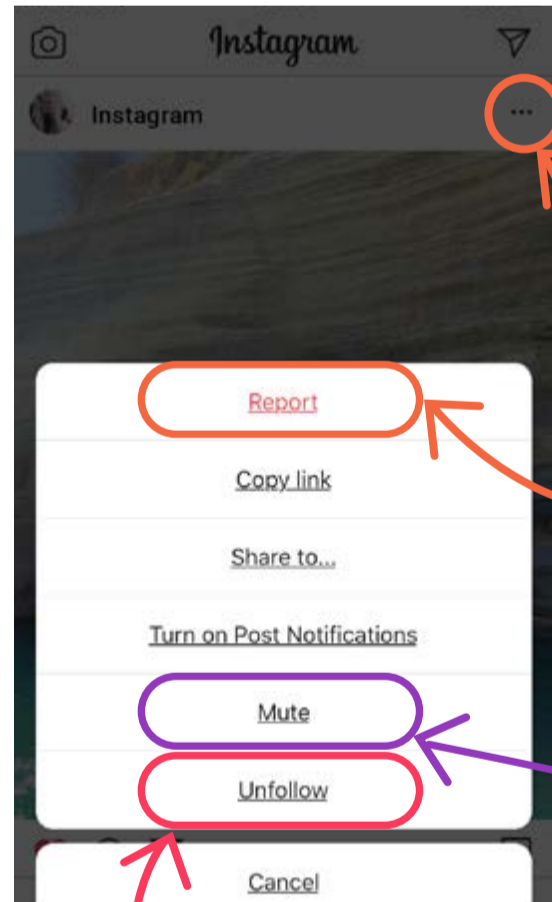 Instagram
Instagram
Report
Copy link
Share to...
Turn on Post Notifications
Mute
Unfollow
Cancel